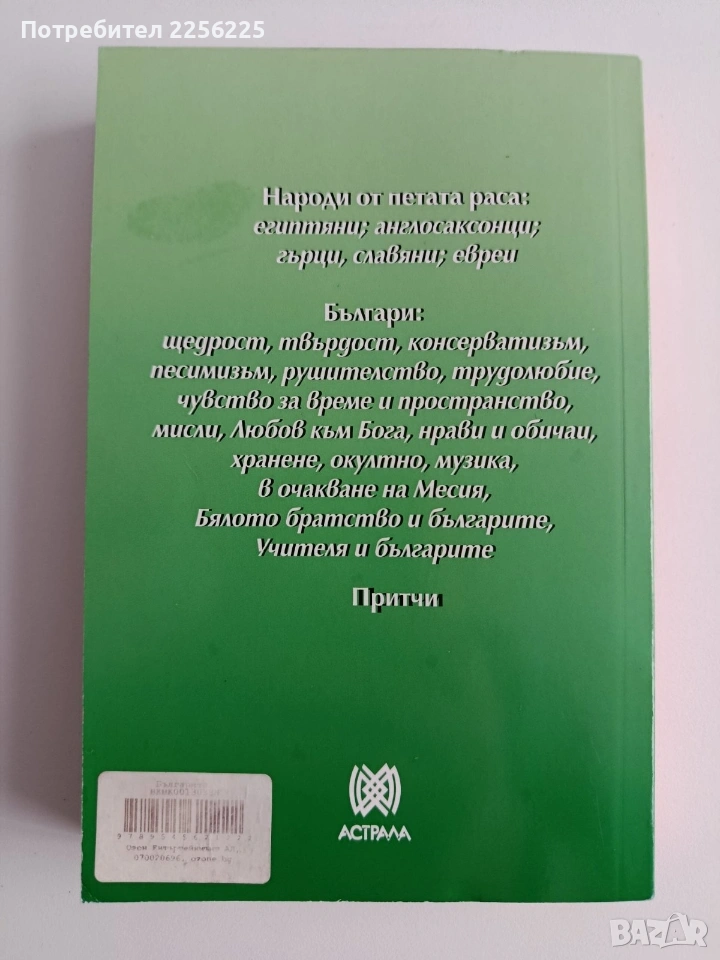 Потребител 2256225
Народи от петата раса:
египтяни; англосаксонци;
гърци, славяни; евреи
Българи:
щедрост, твърдост, консерватизъм,
песимизъм, рушителство, трудолюбие,
чувство за време и пространство,
мисли, Любов към Бога, нрави и обичаи,
хранене, окултно, музика,
в очакване на Месия,
Бялото братство и българите,
Учителя и българите
Притчи
АСТРАЛА
BAZAR